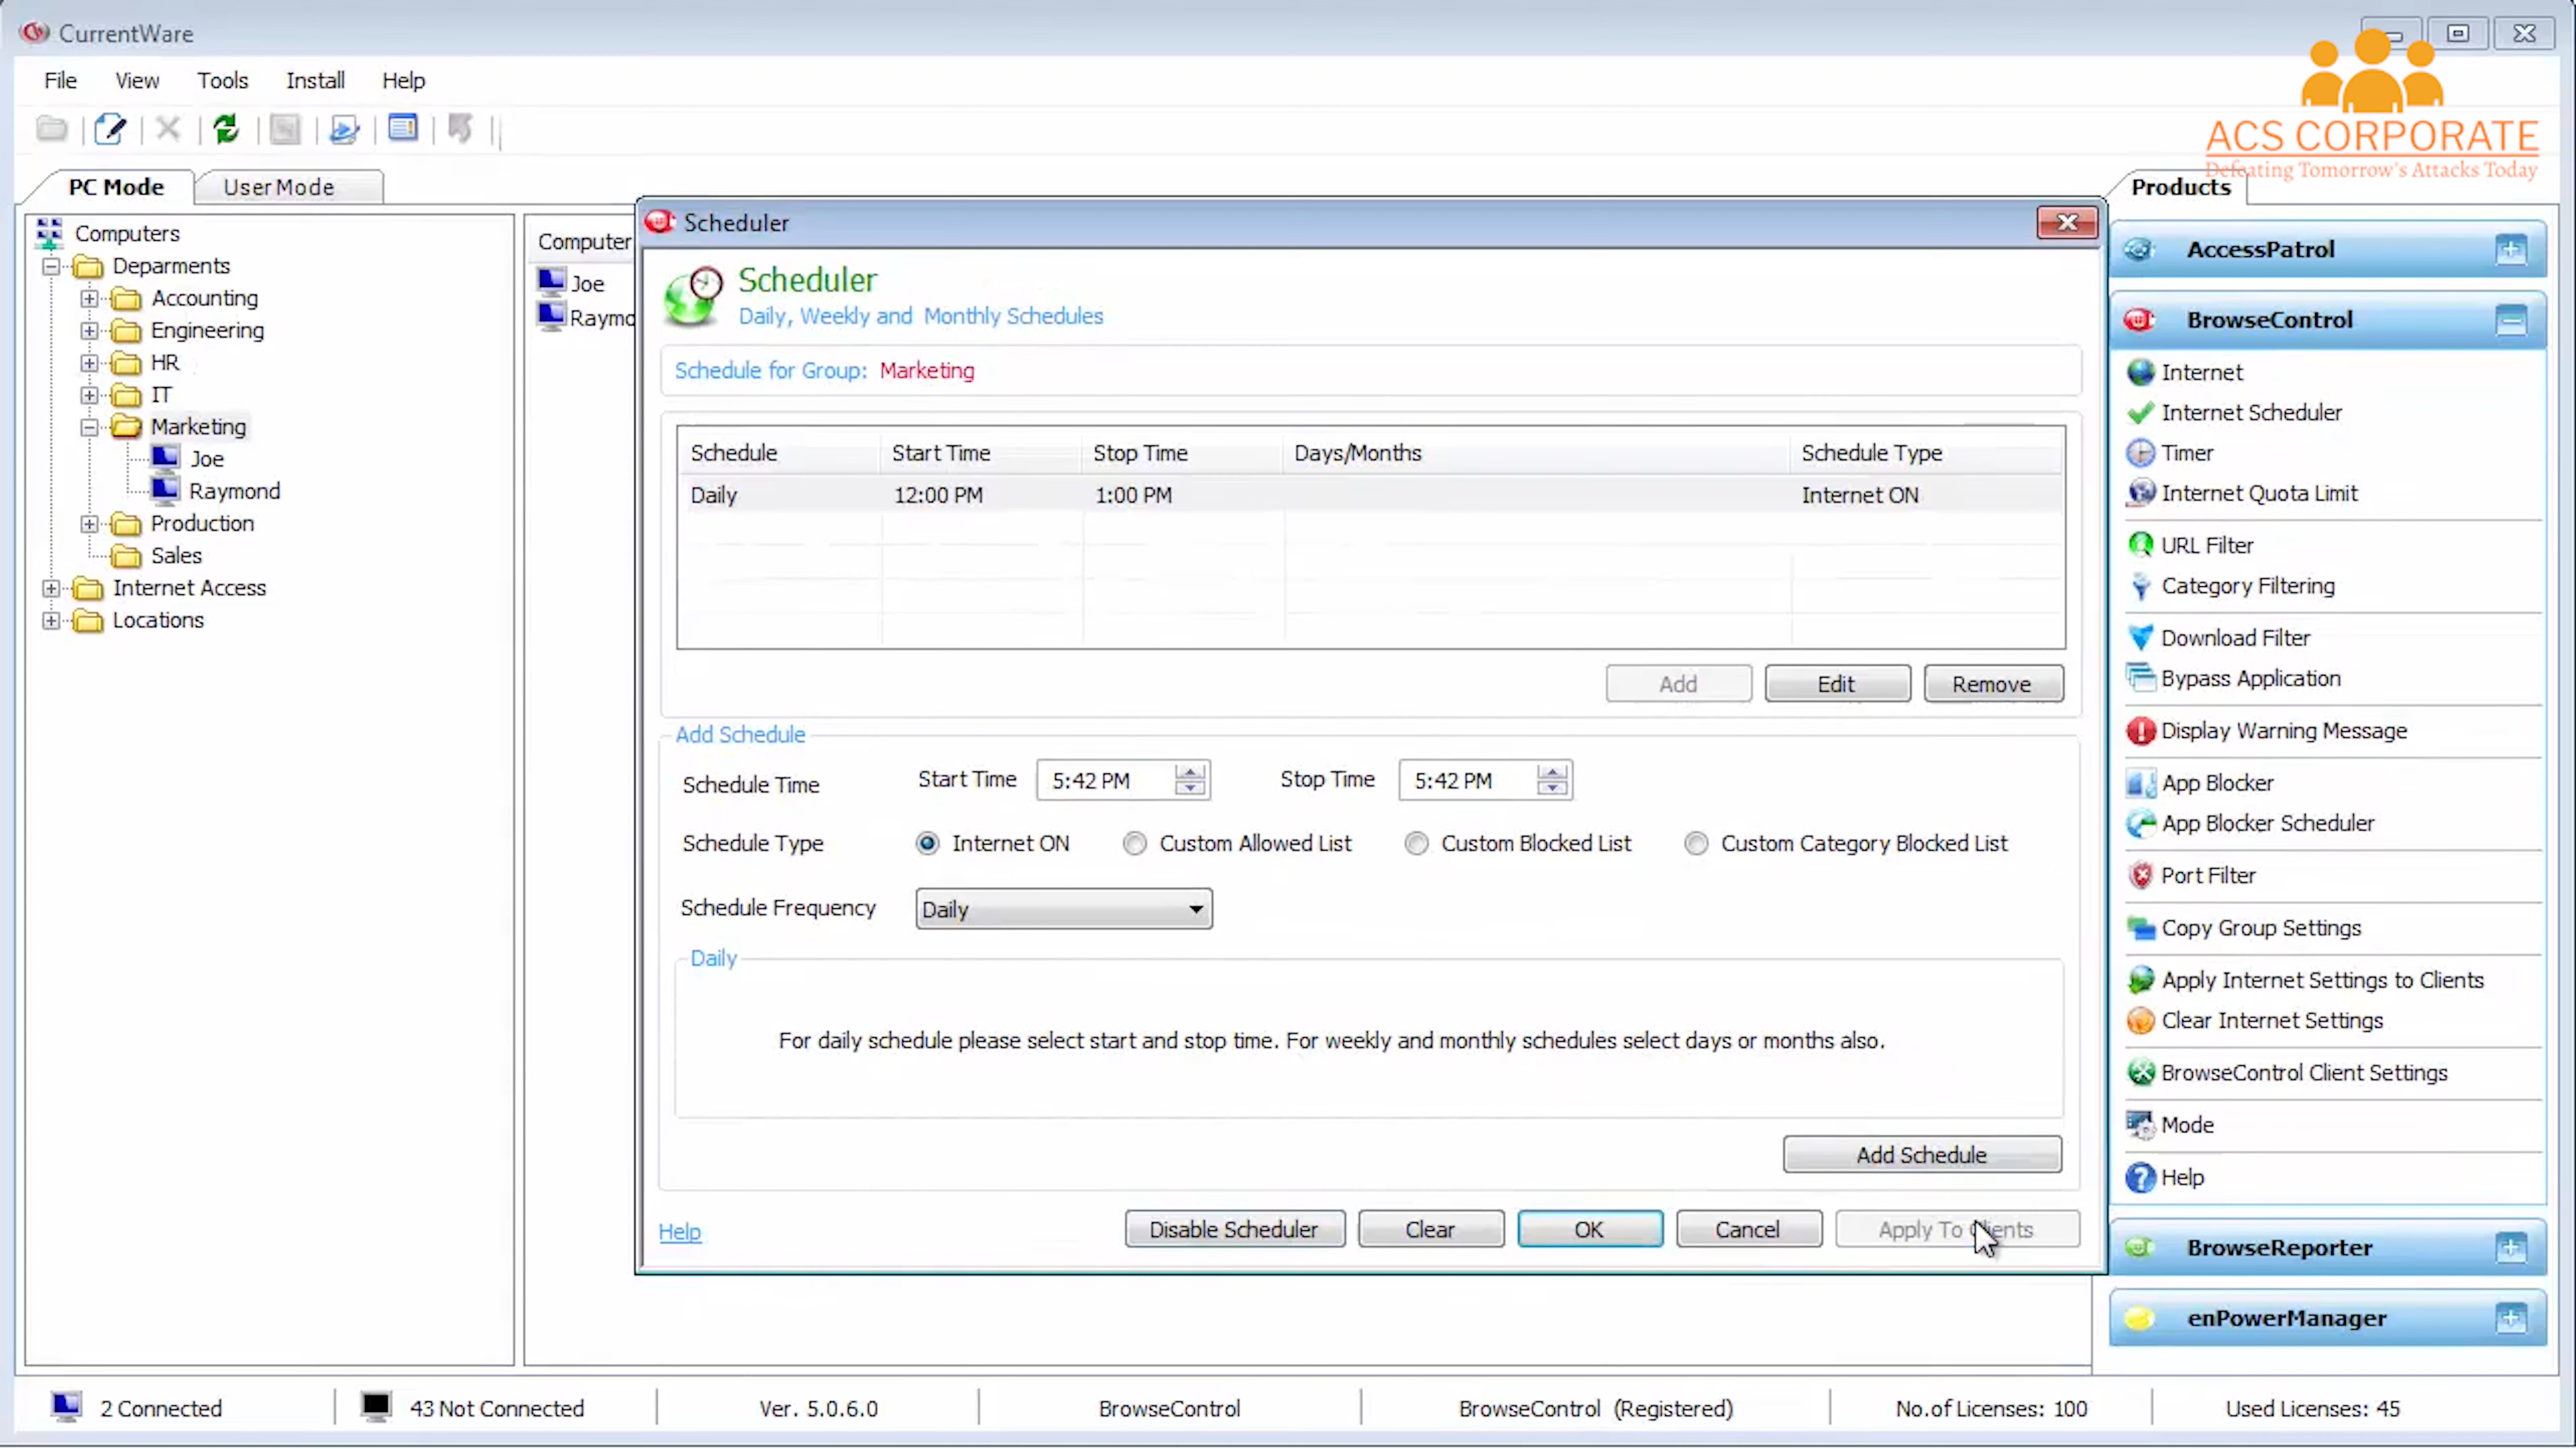 CurrentWare
File View Tools Install Help
ACS CORPORATE
Defeating Tomorrow's Attacks Today
PC Mode User Mode
Products
Computers
Deparments
Accounting
Engineering
HR
IT
Marketing
Joe
Raymond
Production
Sales
Internet Access
Locations
Computer
Joe
Raymo
Scheduler
Scheduler
Daily, Weekly and Monthly Schedules
Schedule for Group: Marketing
Schedule Start Time Stop Time Days/Months Schedule Type
Daily 12:00 PM 1:00 PM Internet ON
Add Edit Remove
Add Schedule
Schedule Time Start Time 5:42 PM Stop Time 5:42 PM
Schedule Type Internet ON Custom Allowed List Custom Blocked List Custom Category Blocked List
Schedule Frequency Daily
Daily
For daily schedule please select start and stop time. For weekly and monthly schedules select days or months also.
Add Schedule
Help Disable Scheduler Clear OK Cancel Apply To Clients
AccessPatrol
BrowseControl
Internet
Internet Scheduler
Timer
Internet Quota Limit
URL Filter
Category Filtering
Download Filter
Bypass Application
Display Warning Message
App Blocker
App Blocker Scheduler
Port Filter
Copy Group Settings
Apply Internet Settings to Clients
Clear Internet Settings
BrowseControl Client Settings
Mode
Help
BrowseReporter
enPowerManager
2 Connected 43 Not Connected Ver. 5.0.6.0 BrowseControl BrowseControl (Registered) No.of Licenses: 100 Used Licenses: 45